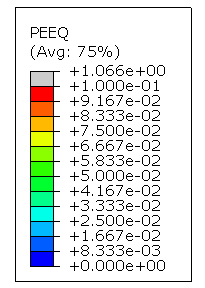 PEEQ
(Avg: 75%)
+1.066e+00
+1.000e-01
+9.167e-02
+8.333e-02
+7.500e-02
+6.667e-02
+5.833e-02
+5.000e-02
+4.167e-02
+3.333e-02
+2.500e-02
+1.667e-02
+8.333e-03
+0.000e+00